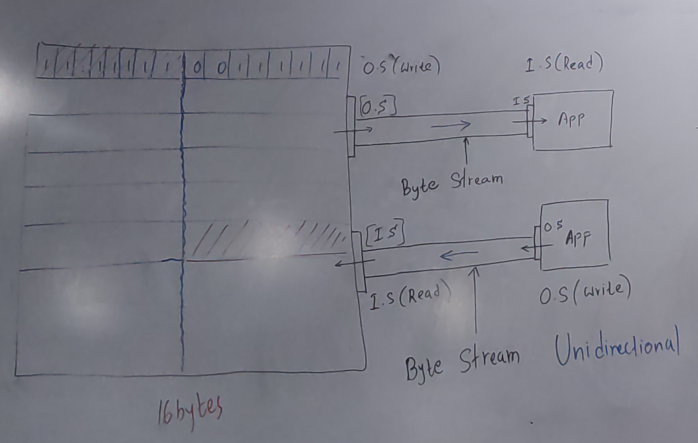 1 1 1 1 1 1 1 1 0 0 1 1 1 1 1 1
O.S (Write)
I.S (Read)
[O.S]
I S
App
Byte Stream
[I S]
O S
App
I.S (Read)
O.S (Write)
Byte Stream
Unidirectional
16 bytes